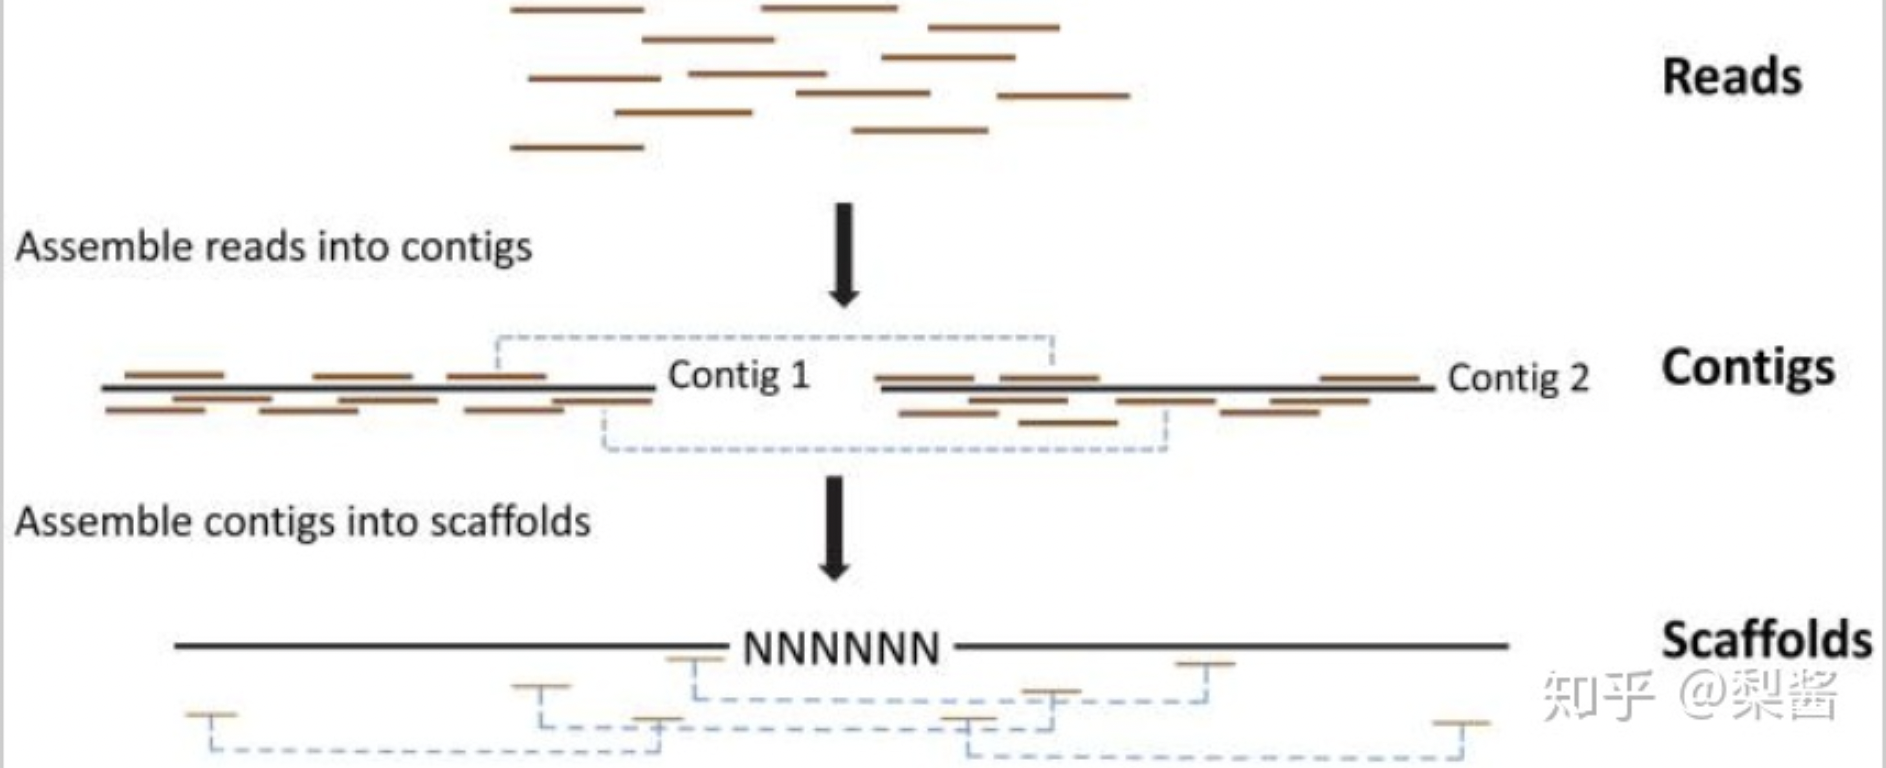 Reads
Assemble reads into contigs
Contig 1
Contig 2
Contigs
Assemble contigs into scaffolds
NNNNNN
Scaffolds
知乎 @梨酱